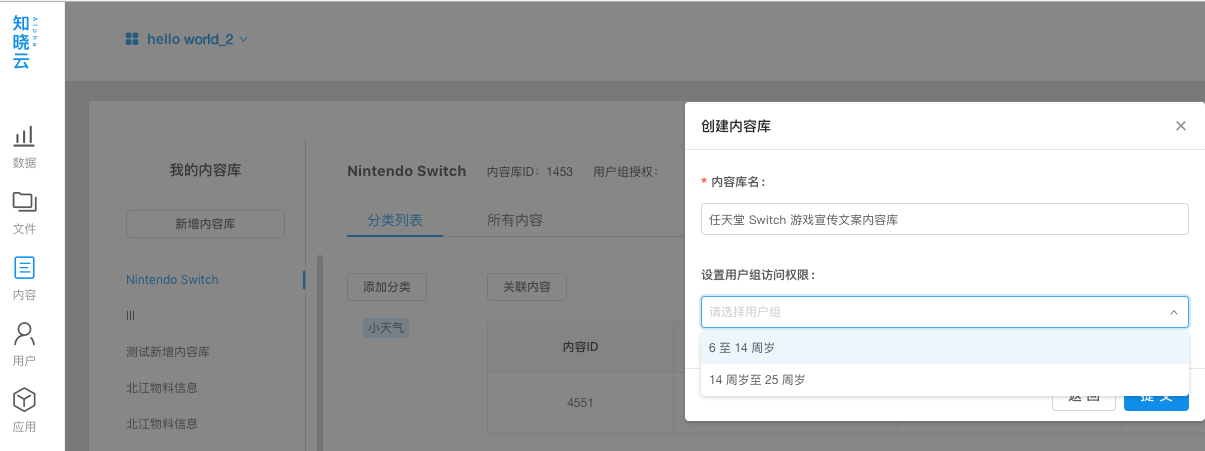 知晓云
Alpha
hello world_2
数据
文件
内容
用户
应用
我的内容库
新增内容库
Nintendo Switch
III
测试新增内容库
北江物料信息
北江物料信息
Nintendo Switch 内容库ID：1453 用户组授权：
分类列表 所有内容
添加分类 关联内容
小天气
内容ID
4551
创建内容库
* 内容库名：
任天堂 Switch 游戏宣传文案内容库
设置用户组访问权限：
请选择用户组
6 至 14 周岁
14 周岁至 25 周岁
返 回 提 交